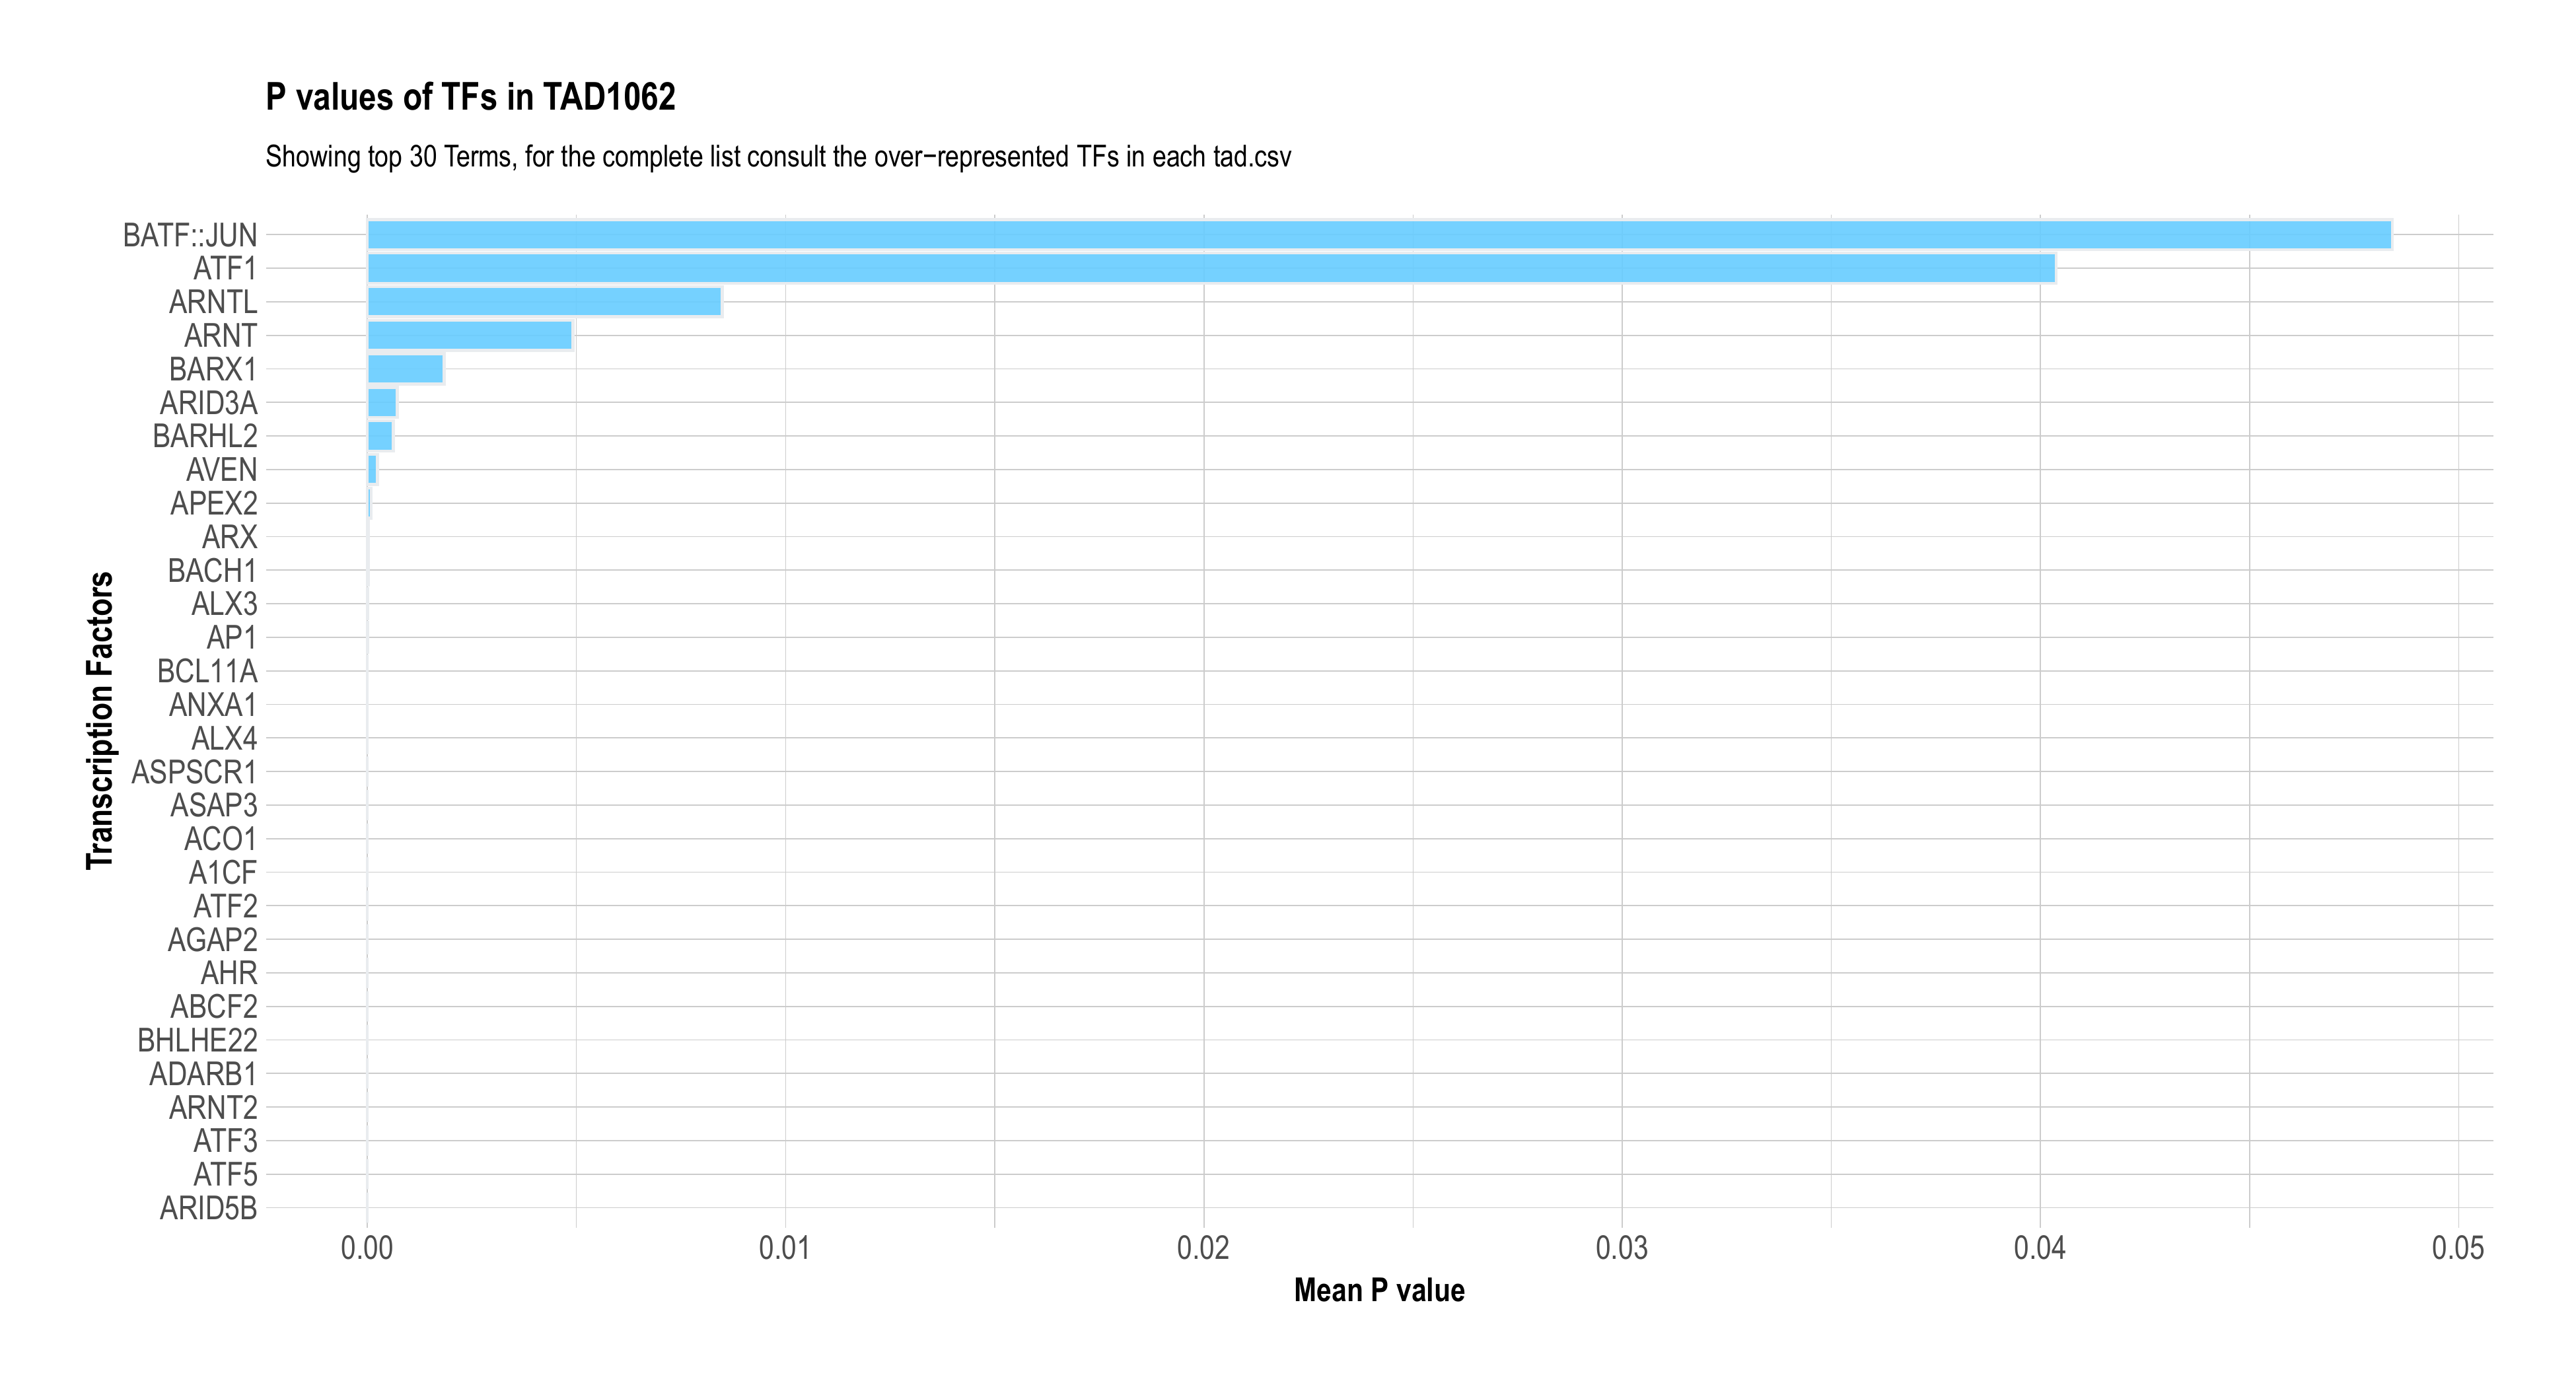 P values of TFs in TAD1062
Showing top 30 Terms, for the complete list consult the over−represented TFs in each tad.csv
Transcription Factors
BATF::JUN
ATF1
ARNTL
ARNT
BARX1
ARID3A
BARHL2
AVEN
APEX2
ARX
BACH1
ALX3
AP1
BCL11A
ANXA1
ALX4
ASPSCR1
ASAP3
ACO1
A1CF
ATF2
AGAP2
AHR
ABCF2
BHLHE22
ADARB1
ARNT2
ATF3
ATF5
ARID5B
0.00 0.01 0.02 0.03 0.04 0.05
Mean P value